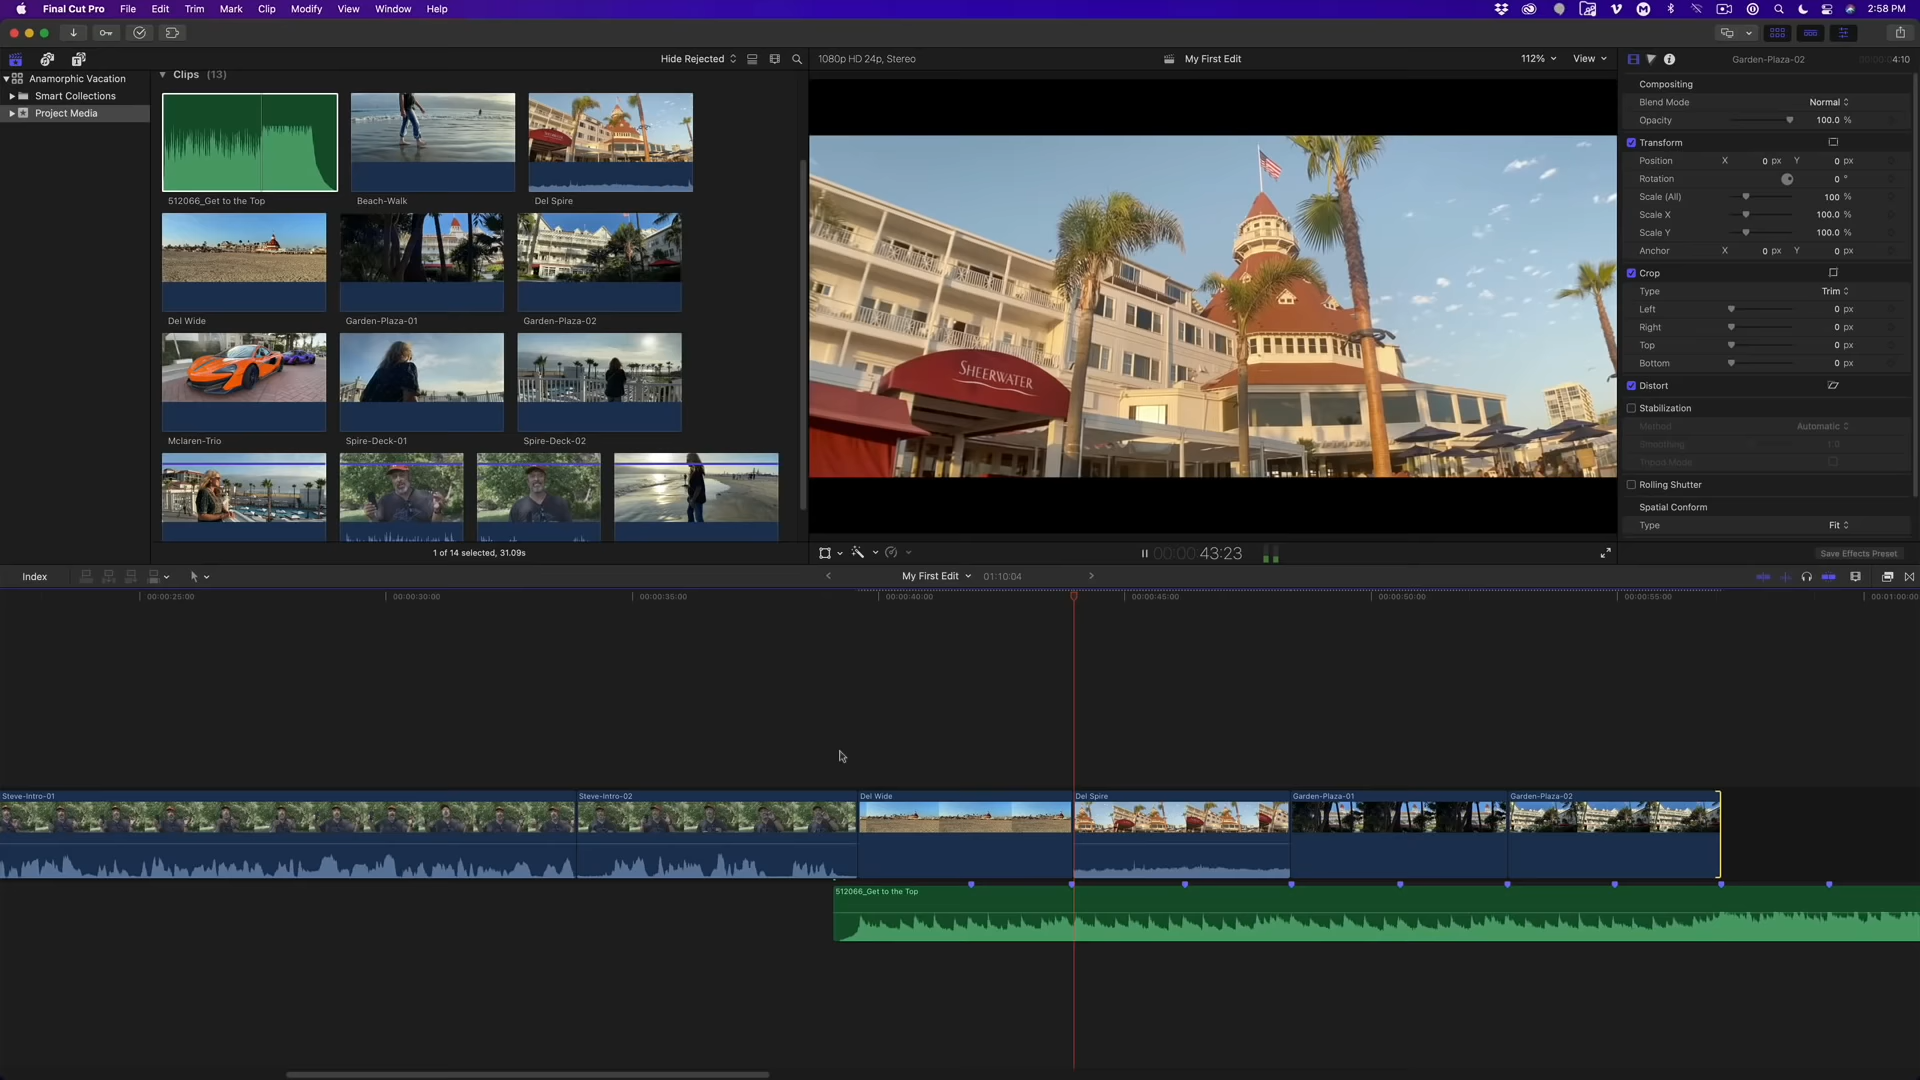 Final Cut Pro File Edit Trim Mark Clip Modify View Window Help 2:58 PM
Hide Rejected 1080p HD 24p, Stereo My First Edit 112% View Garden-Plaza-02 4:10
Anamorphic Vacation
Smart Collections
Project Media
Clips (13)
512066_Get to the Top Beach-Walk Del Spire
Del Wide Garden-Plaza-01 Garden-Plaza-02
Mclaren-Trio Spire-Deck-01 Spire-Deck-02
1 of 14 selected, 31.09s
SHEERWATER
00:00:43:23
Compositing
Blend Mode Normal
Opacity 100.0 %
Transform
Position X 0 px Y 0 px
Rotation 0 °
Scale (All) 100 %
Scale X 100.0 %
Scale Y 100.0 %
Anchor X 0 px Y 0 px
Crop
Type Trim
Left 0 px
Right 0 px
Top 0 px
Bottom 0 px
Distort
Stabilization
Method Automatic
Smoothing 1.0
Tripod Mode
Rolling Shutter
Spatial Conform
Type Fit
Save Effects Preset
Index My First Edit 01:10:04
00:00:25:00 00:00:30:00 00:00:35:00 00:00:40:00 00:00:45:00 00:00:50:00 00:00:55:00 00:01:00:00
Steve-Intro-01 Steve-Intro-02 Del Wide Del Spire Garden-Plaza-01 Garden-Plaza-02
512066_Get to the Top